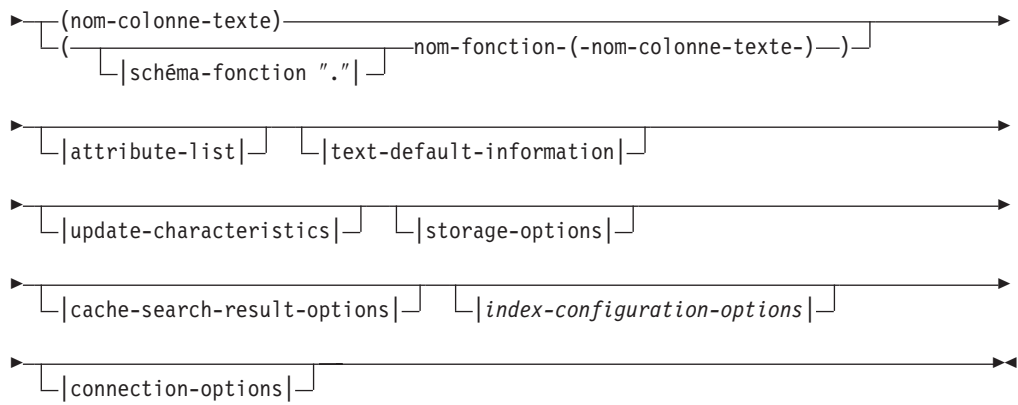 (nom-colonne-texte)
( nom-fonction-(-nom-colonne-texte-) )
|schéma-fonction "."|
|attribute-list| |text-default-information|
|update-characteristics| |storage-options|
|cache-search-result-options| |index-configuration-options|
|connection-options|